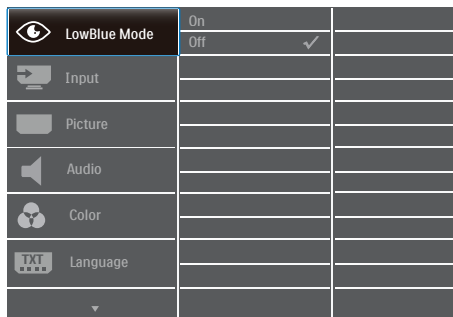 LowBlue Mode
On
Off
Input
Picture
Audio
Color
TXT
Language